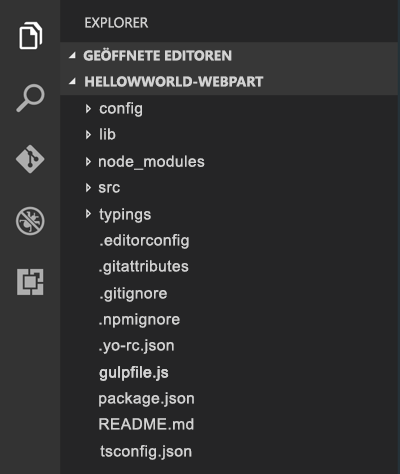 EXPLORER
GEÖFFNETE EDITOREN
HELLOWWORLD-WEBPART
config
lib
node_modules
src
typings
.editorconfig
.gitattributes
.gitignore
.npmignore
.yo-rc.json
gulpfile.js
package.json
README.md
tsconfig.json